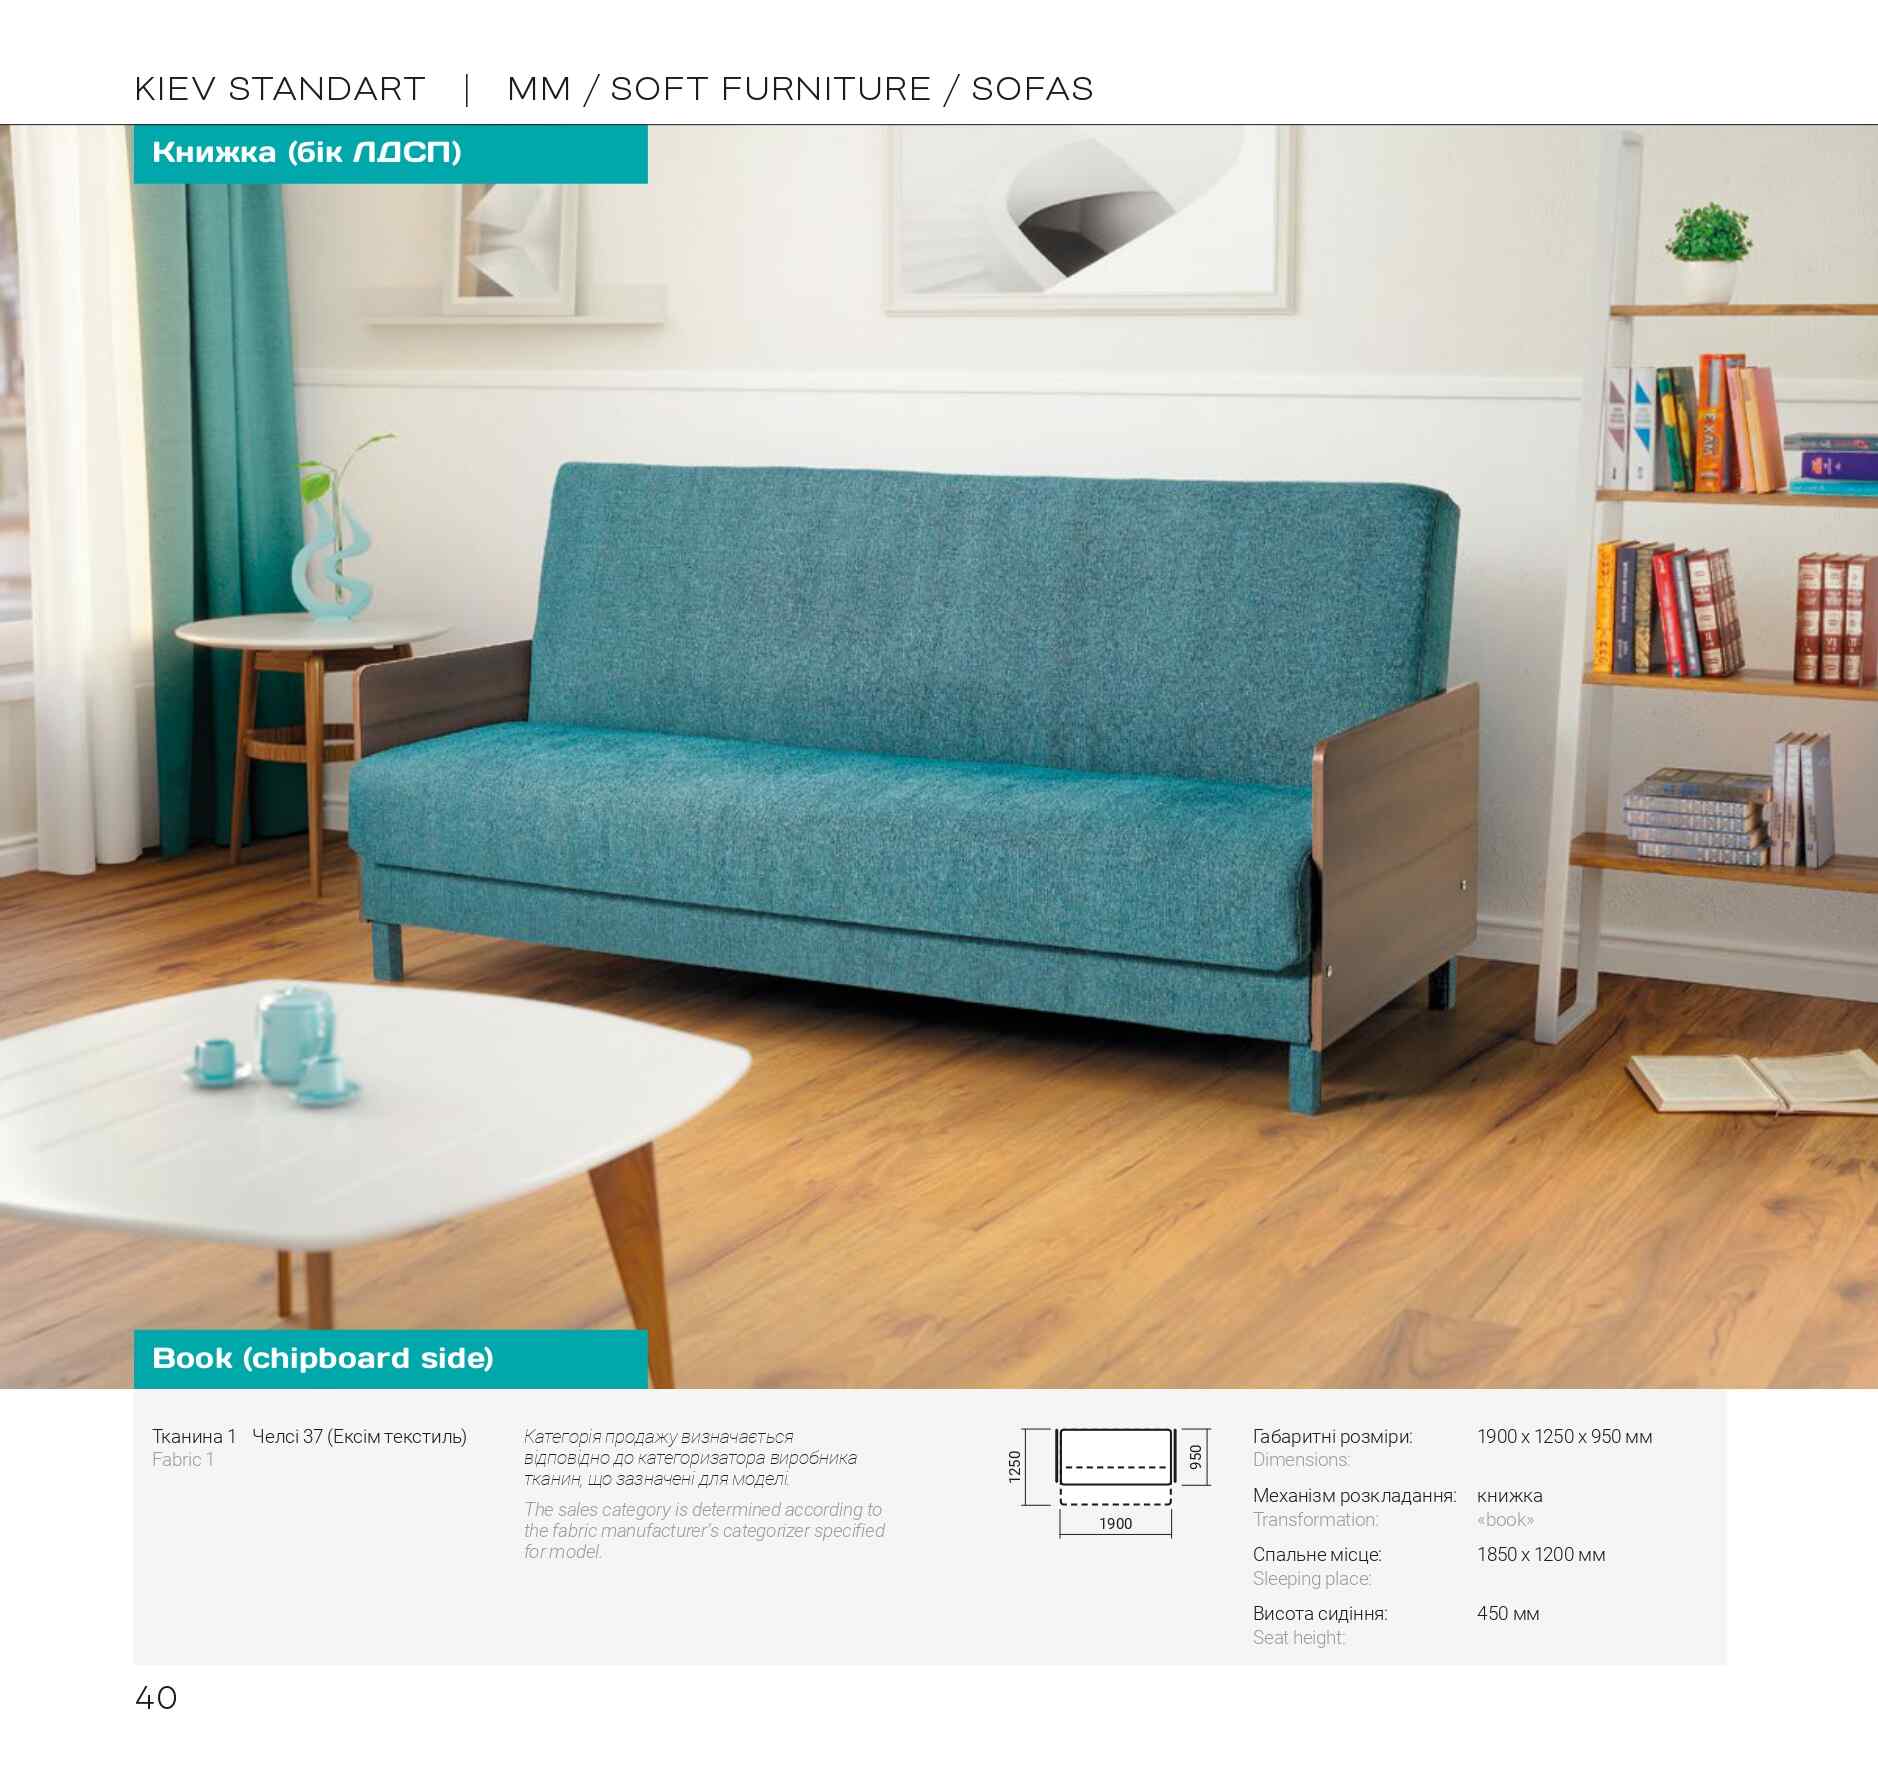 KIEV STANDART | MM / SOFT FURNITURE / SOFAS
Книжка (бік ЛДСП)
Book (chipboard side)
Тканина 1 Челсі 37 (Ексім текстиль)
Fabric 1
Категорія продажу визначається
відповідно до категоризатора виробника
тканин, що зазначені для моделі.
The sales category is determined according to
the fabric manufacturer's categorizer specified
for model.
1250
950
1900
Габаритні розміри: 1900 x 1250 x 950 мм
Dimensions:
Механізм розкладання: книжка
Transformation: «book»
Спальне місце: 1850 x 1200 мм
Sleeping place:
Висота сидіння: 450 мм
Seat height:
40